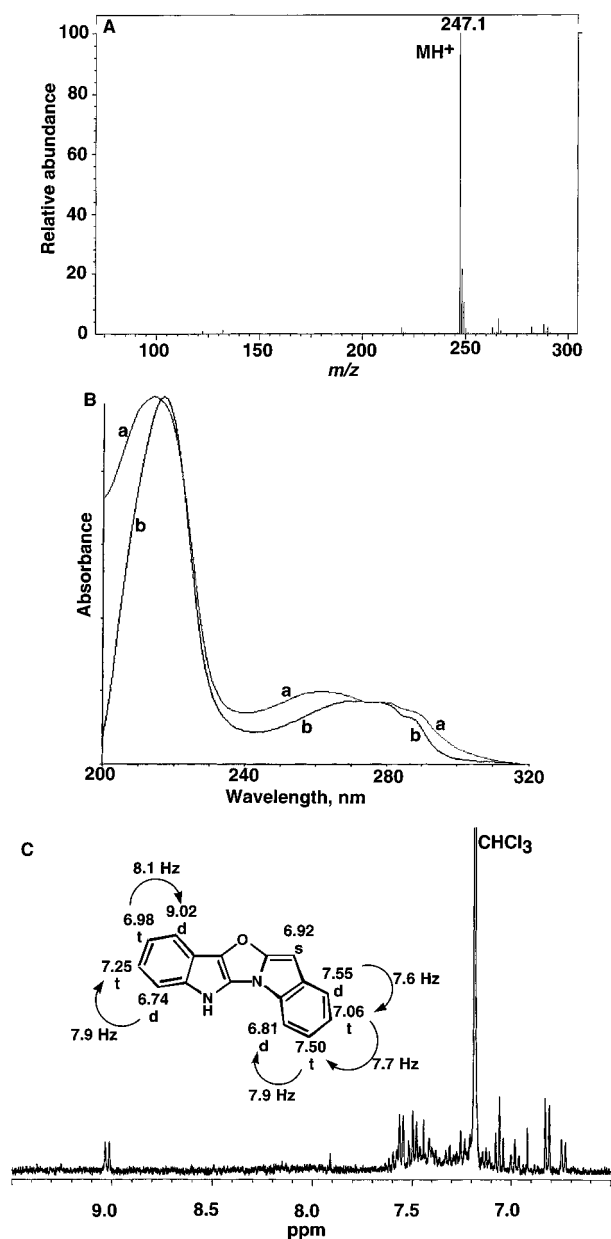 A
247.1
MH+
100
80
60
40
20
0
Relative abundance
100 150 200 250 300
m/z
B
a
b
a
b
a
b
Absorbance
200 240 280 320
Wavelength, nm
C
CHCl3
8.1 Hz
9.02
d
6.98
t
7.25
t
6.74
d
7.9 Hz
O
N
N
H
6.92
s
7.55
d
7.6 Hz
7.06
t
7.7 Hz
6.81
d
7.50
t
7.9 Hz
9.0 8.5 8.0 7.5 7.0
ppm